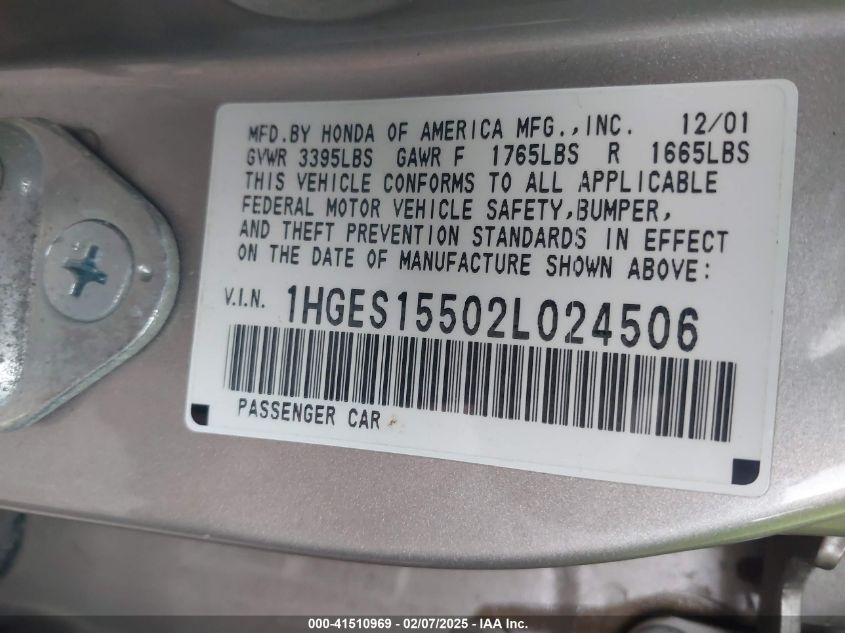 MFD.BY HONDA OF AMERICA MFG.,INC. 12/01
GVWR 3395LBS GAWR F 1765LBS R 1665LBS
THIS VEHICLE CONFORMS TO ALL APPLICABLE
FEDERAL MOTOR VEHICLE SAFETY,BUMPER,
AND THEFT PREVENTION STANDARDS IN EFFECT
ON THE DATE OF MANUFACTURE SHOWN ABOVE:
V.I.N. 1HGES15502L024506
PASSENGER CAR
000-41510969 - 02/07/2025 - IAA Inc.